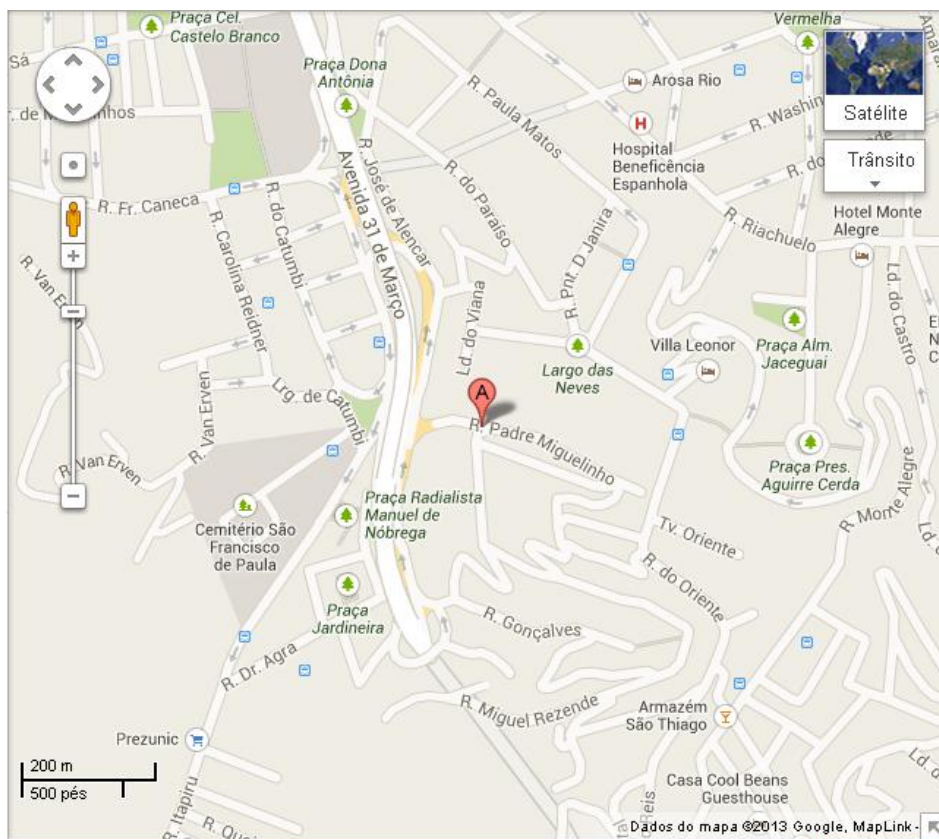 Praça Cel.
Castelo Branco
Vermelha
Sá
Praça Dona
Antônia
Arosa Rio
R. Paula Matos
R. Washin
Satélite
Trânsito
Hospital
Beneficência
Espanhola
R. José de Alencar
R. do Paraíso
R. Fr. Caneca
Avenida 31 de Março
R. do Catumbi
R. Carolina Reidner
R. Riachuelo
Hotel Monte
Alegre
R. Pnt. D Janira
Ld. do Viana
Ld. do Castro
R. Van Erven
Villa Leonor
Praça Alm.
Jaceguai
Largo das
Neves
Lrg. de Catumbi
R. Van Erven
A
R. Padre Miguelinho
R. Van Erven
Praça Pres.
Aguirre Cerda
R. Monte Alegre
Praça Radialista
Manuel de
Nóbrega
Cemitério São
Francisco
de Paula
Tv. Oriente
R. do Oriente
Praça
Jardineira
R. Gonçalves
R. Dr. Agra
R. Miguel Rezende
Armazém
São Thiago
Prezunic
200 m
500 pés
R. Itapiru
Casa Cool Beans
Guesthouse
Reis
Dados do mapa ©2013 Google, MapLink -